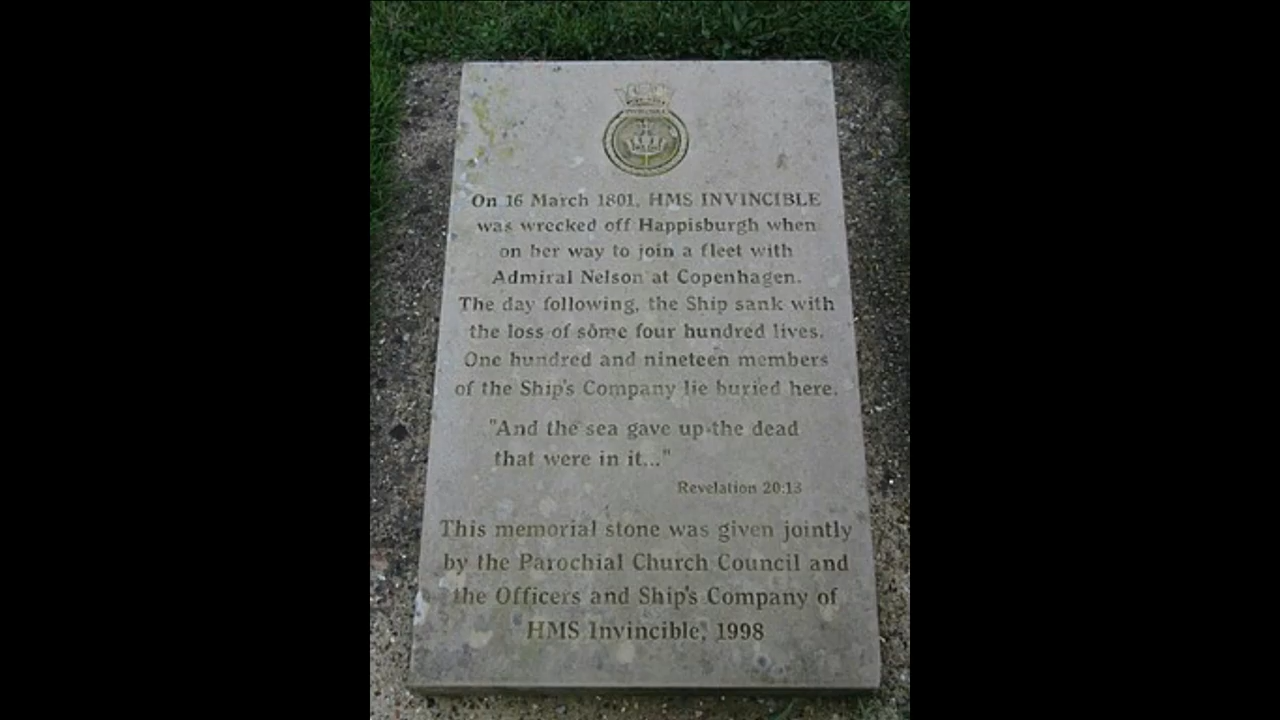 On 16 March 1801, HMS INVINCIBLE
was wrecked off Happisburgh when
on her way to join a fleet with
Admiral Nelson at Copenhagen.
The day following, the Ship sank with
the loss of some four hundred lives.
One hundred and nineteen members
of the Ship's Company lie buried here.
"And the sea gave up the dead
that were in it..."
Revelation 20:13
This memorial stone was given jointly
by the Parochial Church Council and
the Officers and Ship's Company of
HMS Invincible, 1998